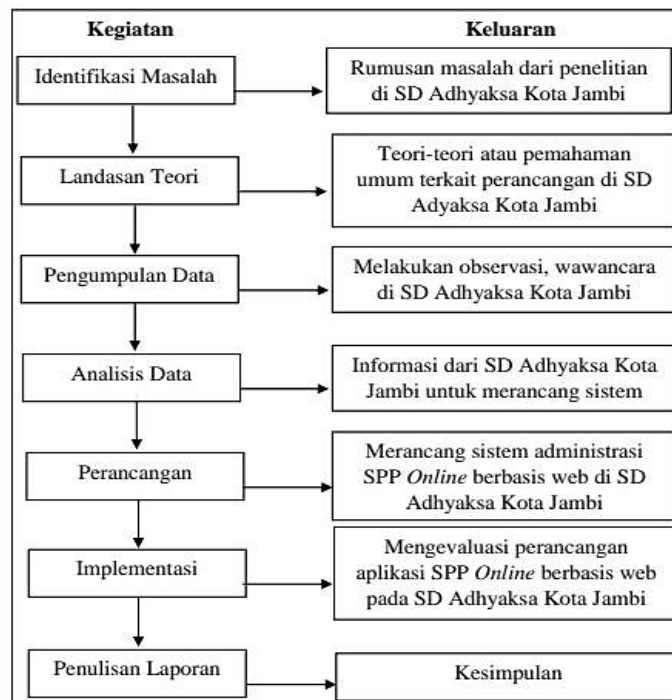 Kegiatan
Keluaran
Identifikasi Masalah
Rumusan masalah dari penelitian
di SD Adhyaksa Kota Jambi
Landasan Teori
Teori-teori atau pemahaman
umum terkait perancangan di SD
Adyaksa Kota Jambi
Pengumpulan Data
Melakukan observasi, wawancara
di SD Adhyaksa Kota Jambi
Analisis Data
Informasi dari SD Adhyaksa Kota
Jambi untuk merancang sistem
Perancangan
Merancang sistem administrasi
SPP Online berbasis web di SD
Adhyaksa Kota Jambi
Implementasi
Mengevaluasi perancangan
aplikasi SPP Online berbasis web
pada SD Adhyaksa Kota Jambi
Penulisan Laporan
Kesimpulan